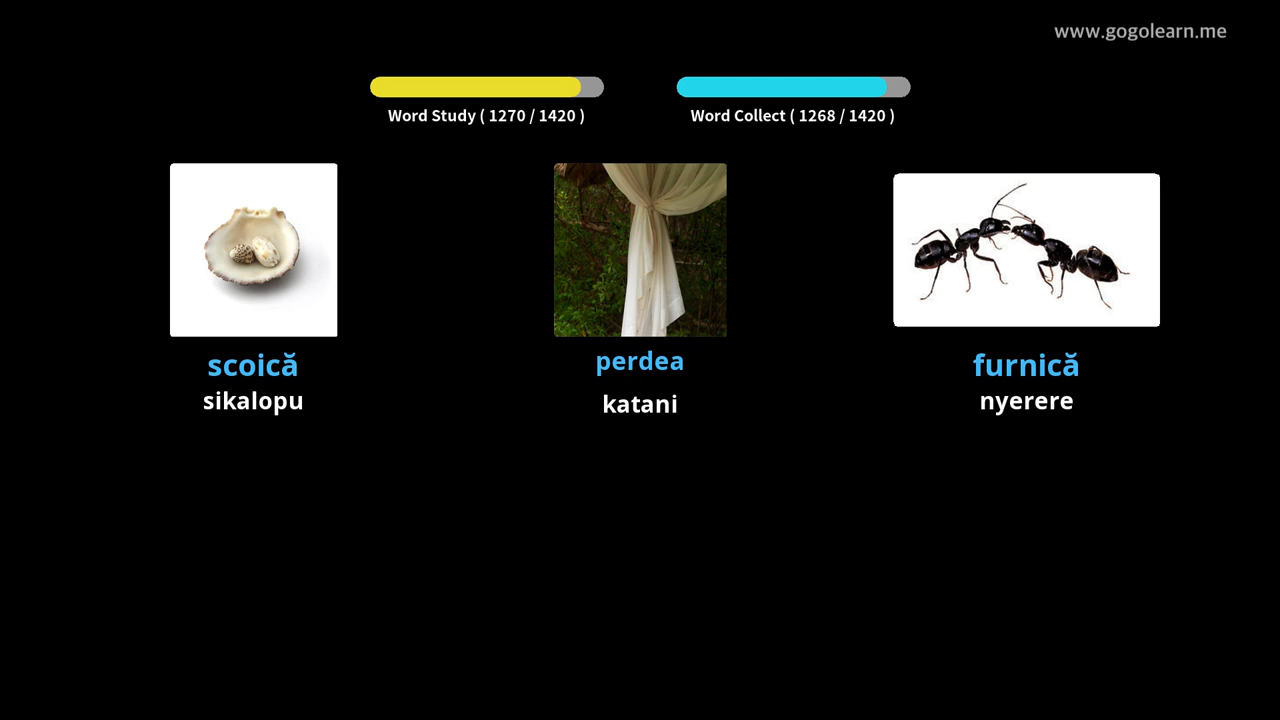 www.gogolearn.me
Word Study ( 1270 / 1420 )
Word Collect ( 1268 / 1420 )
scoică
sikalopu
perdea
katani
furnică
nyerere